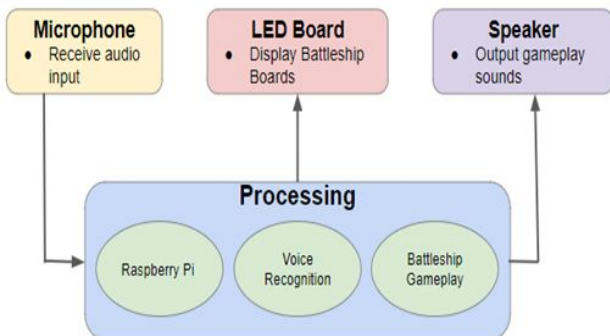 Microphone
● Receive audio
input
LED Board
● Display Battleship
Boards
Speaker
● Output gameplay
sounds
Processing
Raspberry Pi
Voice
Recognition
Battleship
Gameplay